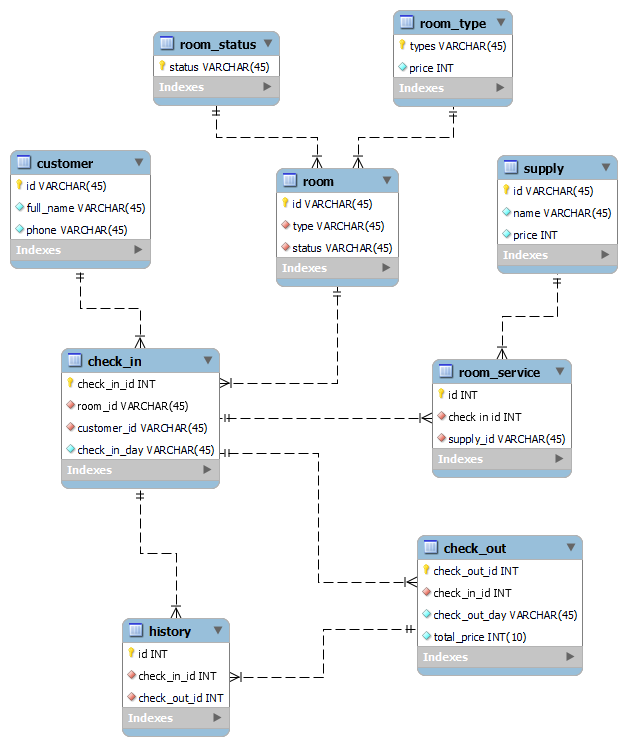 room_status
status VARCHAR(45)
Indexes
room_type
types VARCHAR(45)
price INT
Indexes
customer
id VARCHAR(45)
full_name VARCHAR(45)
phone VARCHAR(45)
Indexes
room
id VARCHAR(45)
type VARCHAR(45)
status VARCHAR(45)
Indexes
supply
id VARCHAR(45)
name VARCHAR(45)
price INT
Indexes
check_in
check_in_id INT
room_id VARCHAR(45)
customer_id VARCHAR(45)
check_in_day VARCHAR(45)
Indexes
room_service
id INT
check in id INT
supply_id VARCHAR(45)
Indexes
check_out
check_out_id INT
check_in_id INT
check_out_day VARCHAR(45)
total_price INT(10)
Indexes
history
id INT
check_in_id INT
check_out_id INT
Indexes